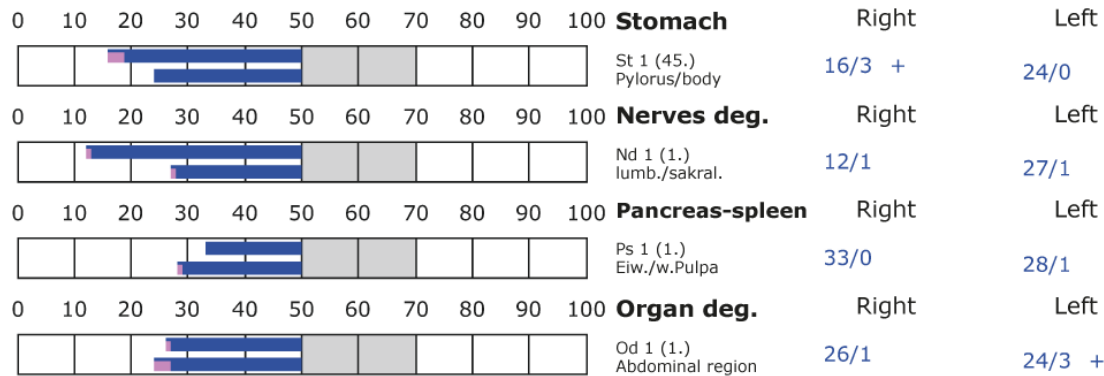 0 10 20 30 40 50 60 70 80 90 100 Stomach Right Left
St 1 (45.) 16/3 + 24/0
Pylorus/body
0 10 20 30 40 50 60 70 80 90 100 Nerves deg. Right Left
Nd 1 (1.) 12/1 27/1
lumb./sakral.
0 10 20 30 40 50 60 70 80 90 100 Pancreas-spleen Right Left
Ps 1 (1.) 33/0 28/1
Eiw./w.Pulpa
0 10 20 30 40 50 60 70 80 90 100 Organ deg. Right Left
Od 1 (1.) 26/1 24/3 +
Abdominal region